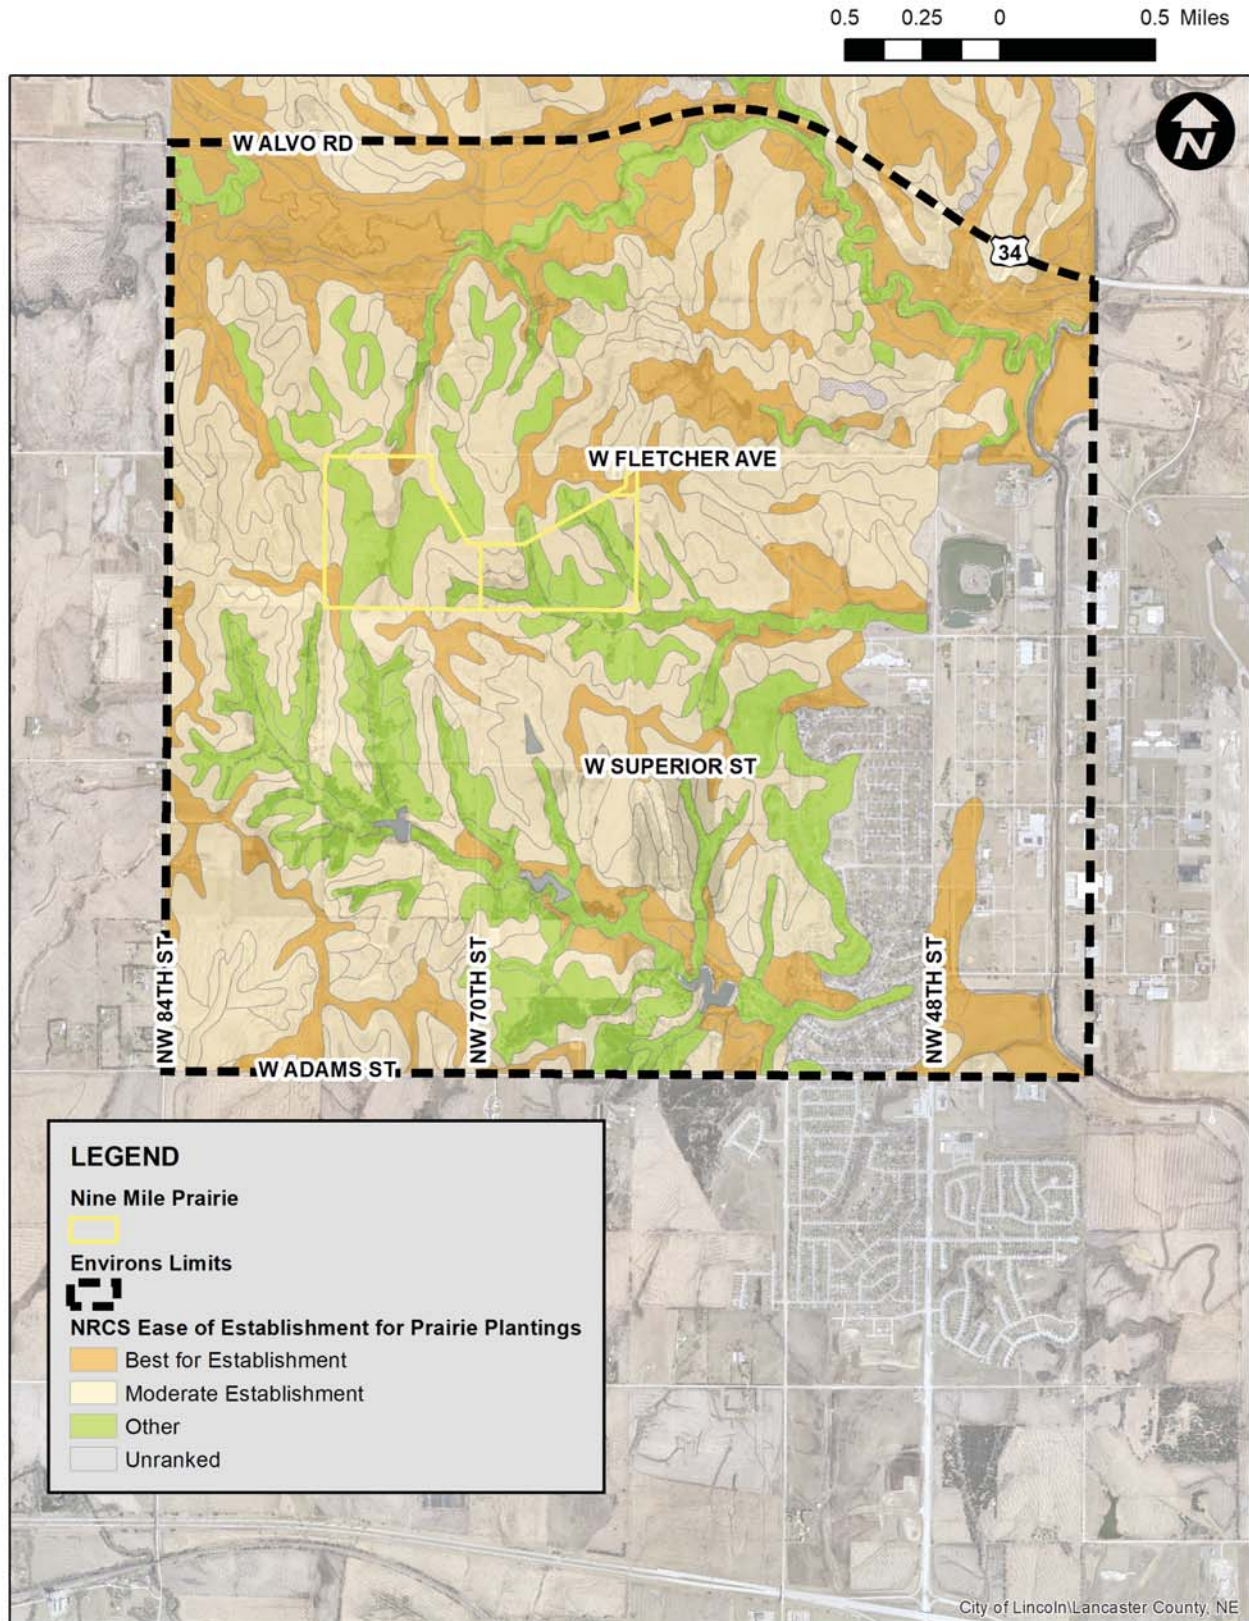 0.5 0.25 0 0.5 Miles
N
W ALVO RD
34
W FLETCHER AVE
W SUPERIOR ST
NW 84TH ST
NW 70TH ST
NW 48TH ST
W ADAMS ST
LEGEND
Nine Mile Prairie
Environs Limits
NRCS Ease of Establishment for Prairie Plantings
Best for Establishment
Moderate Establishment
Other
Unranked
City of Lincoln\Lancaster County, NE